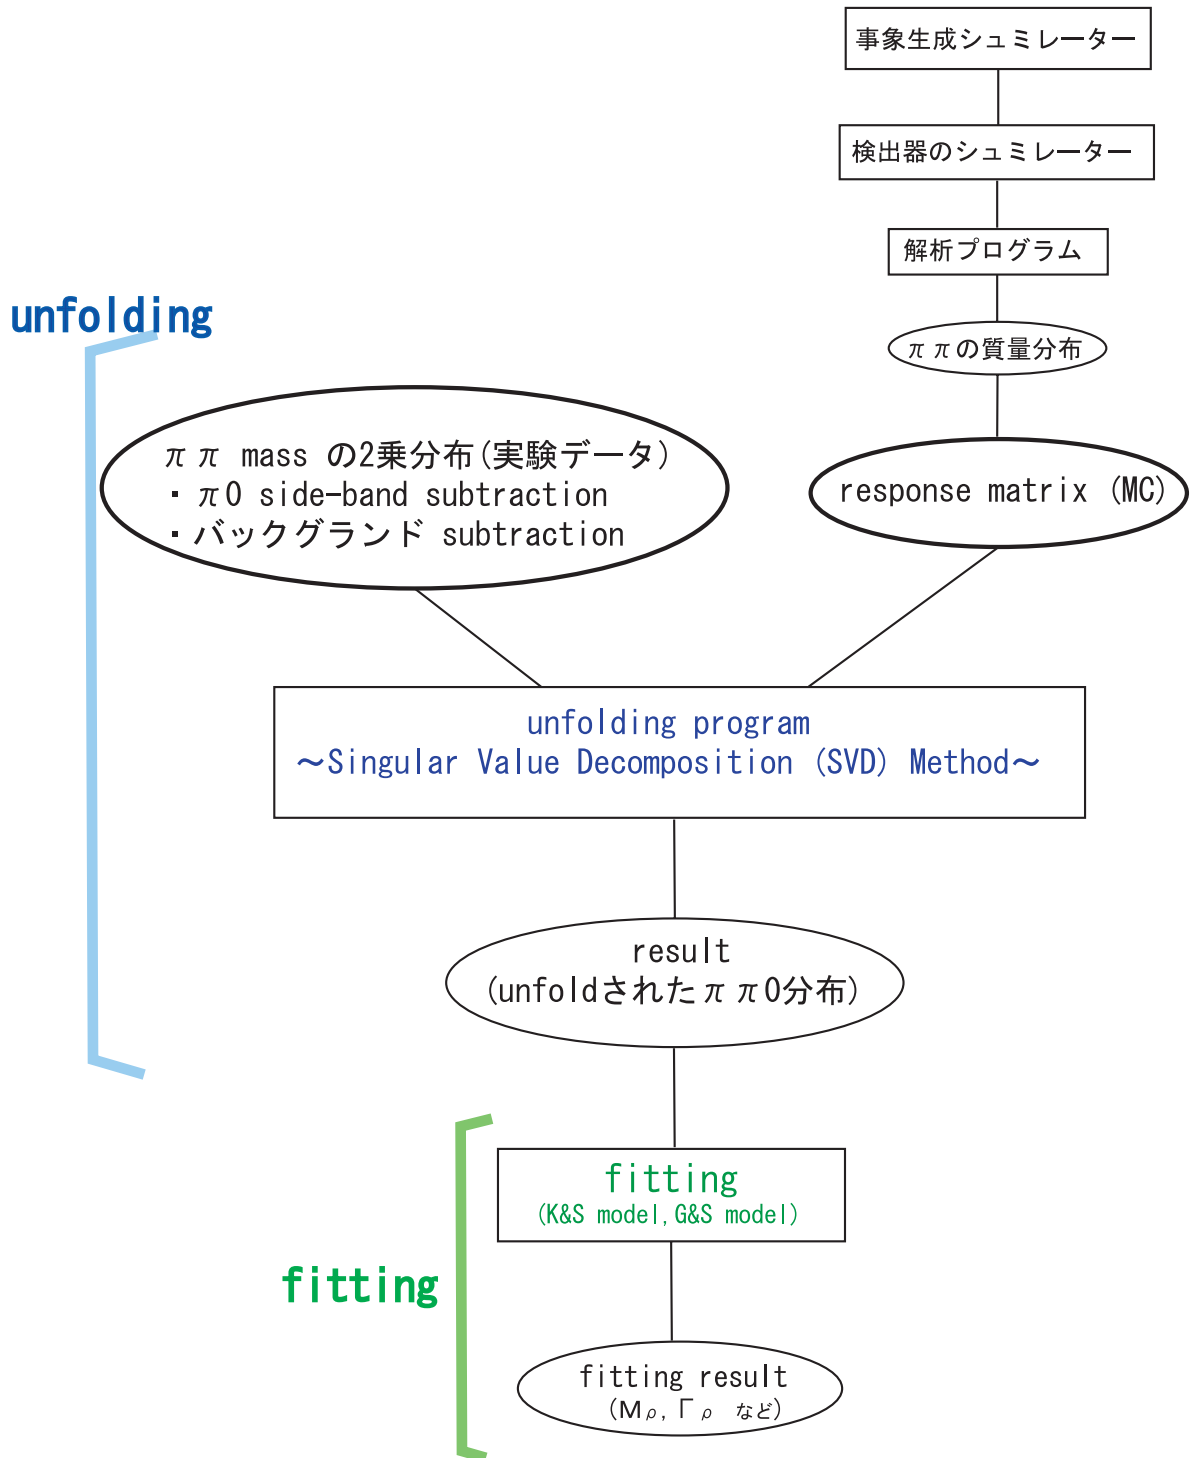 事象生成シュミレーター
検出器のシュミレーター
解析プログラム
unfolding
ππの質量分布
ππ mass の2乗分布(実験データ)
・π0 side-band subtraction
・バックグランド subtraction
response matrix (MC)
unfolding program
～Singular Value Decomposition (SVD) Method～
result
(unfoldされたππ0分布)
fitting
(K&S model,G&S model)
fitting
fitting result
(Mρ,Γρ など)